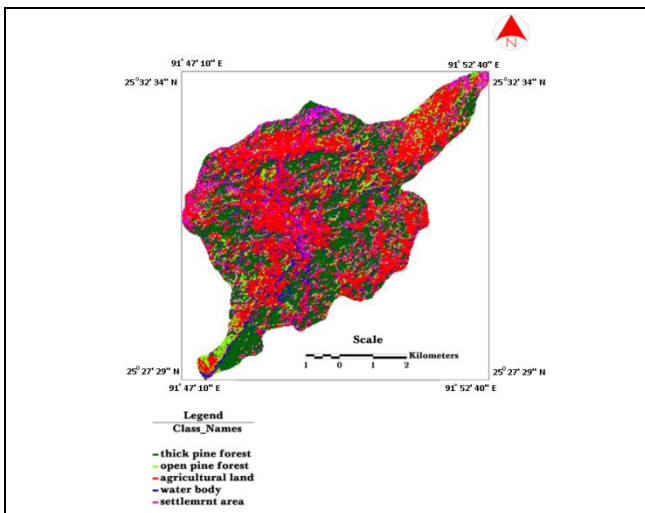 N
91° 47' 10" E
91° 52' 40" E
25° 32' 34" N
25° 32' 34" N
Scale
Kilometers
1 0 1 2
25° 27' 29" N
25° 27' 29" N
91° 47' 10" E
91° 52' 40" E
Legend
Class_Names
thick pine forest
open pine forest
agricultural land
water body
settlemrnt area